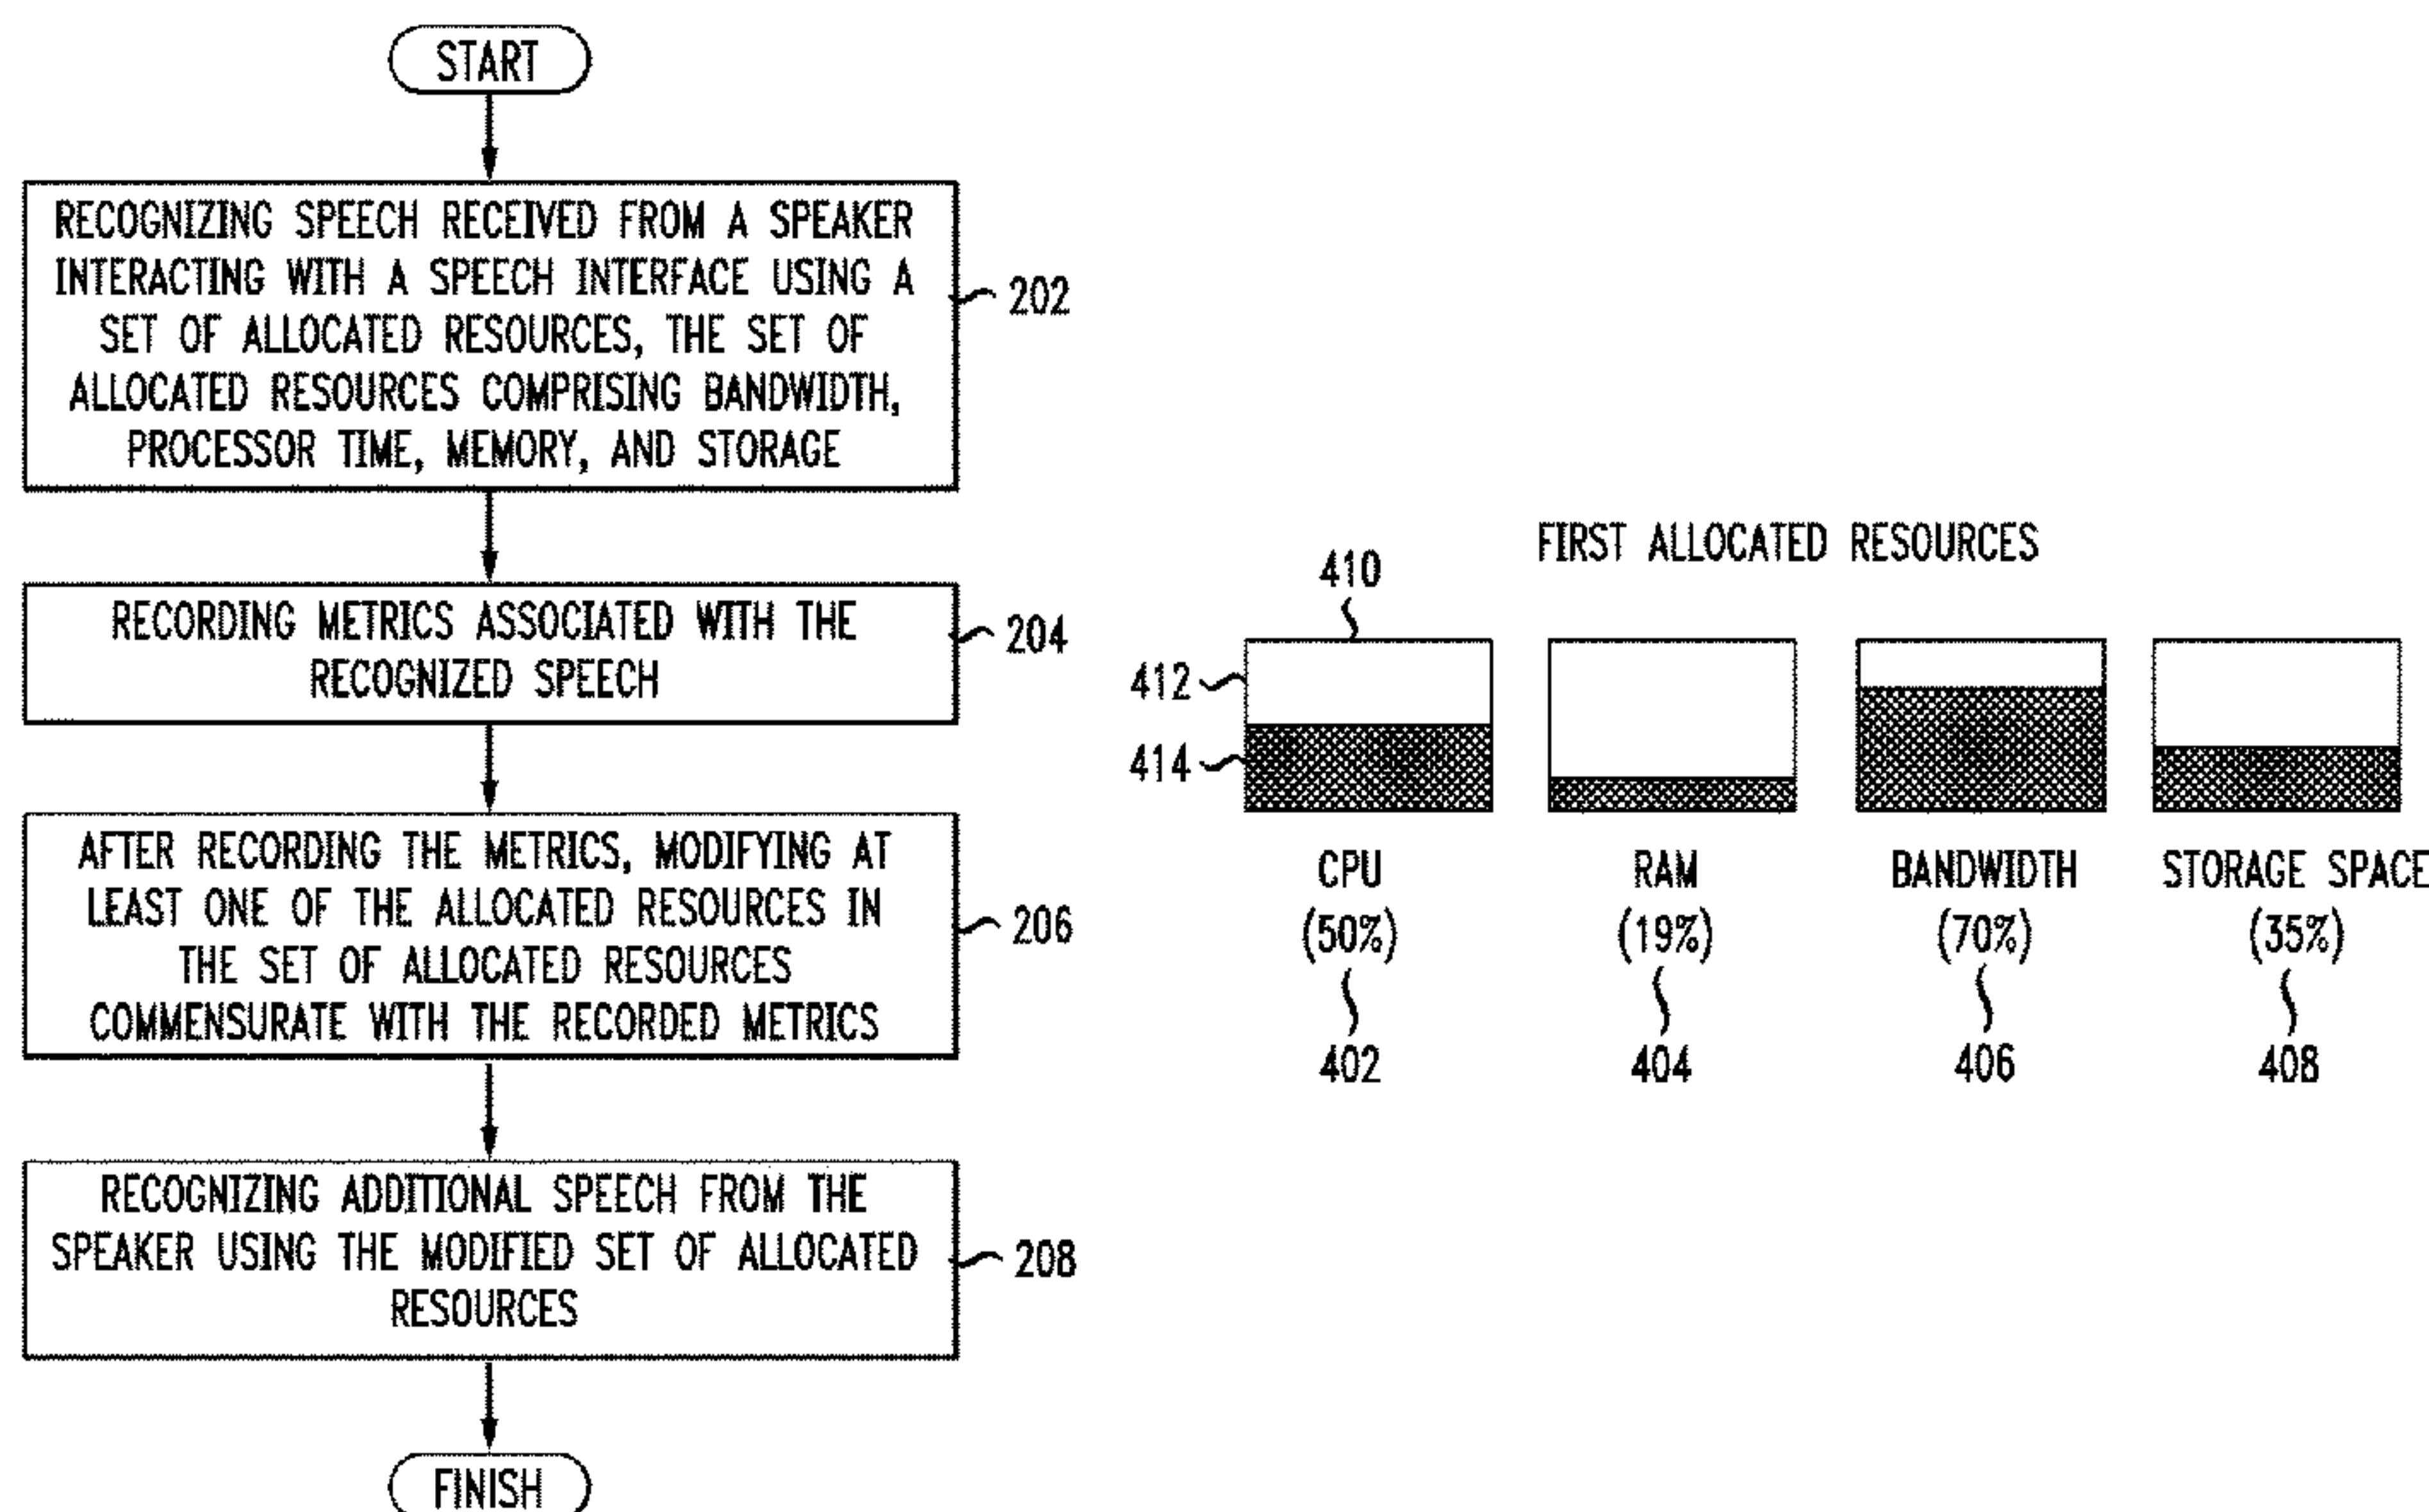 START
RECOGNIZING SPEECH RECEIVED FROM A SPEAKER
INTERACTING WITH A SPEECH INTERFACE USING A
SET OF ALLOCATED RESOURCES, THE SET OF
ALLOCATED RESOURCES COMPRISING BANDWIDTH,
PROCESSOR TIME, MEMORY, AND STORAGE
202
RECORDING METRICS ASSOCIATED WITH THE
RECOGNIZED SPEECH
204
AFTER RECORDING THE METRICS, MODIFYING AT
LEAST ONE OF THE ALLOCATED RESOURCES IN
THE SET OF ALLOCATED RESOURCES
COMMENSURATE WITH THE RECORDED METRICS
206
RECOGNIZING ADDITIONAL SPEECH FROM THE
SPEAKER USING THE MODIFIED SET OF ALLOCATED
RESOURCES
208
FINISH
FIRST ALLOCATED RESOURCES
410
412
414
CPU RAM BANDWIDTH STORAGE SPACE
(50%) (19%) (70%) (35%)
402 404 406 408